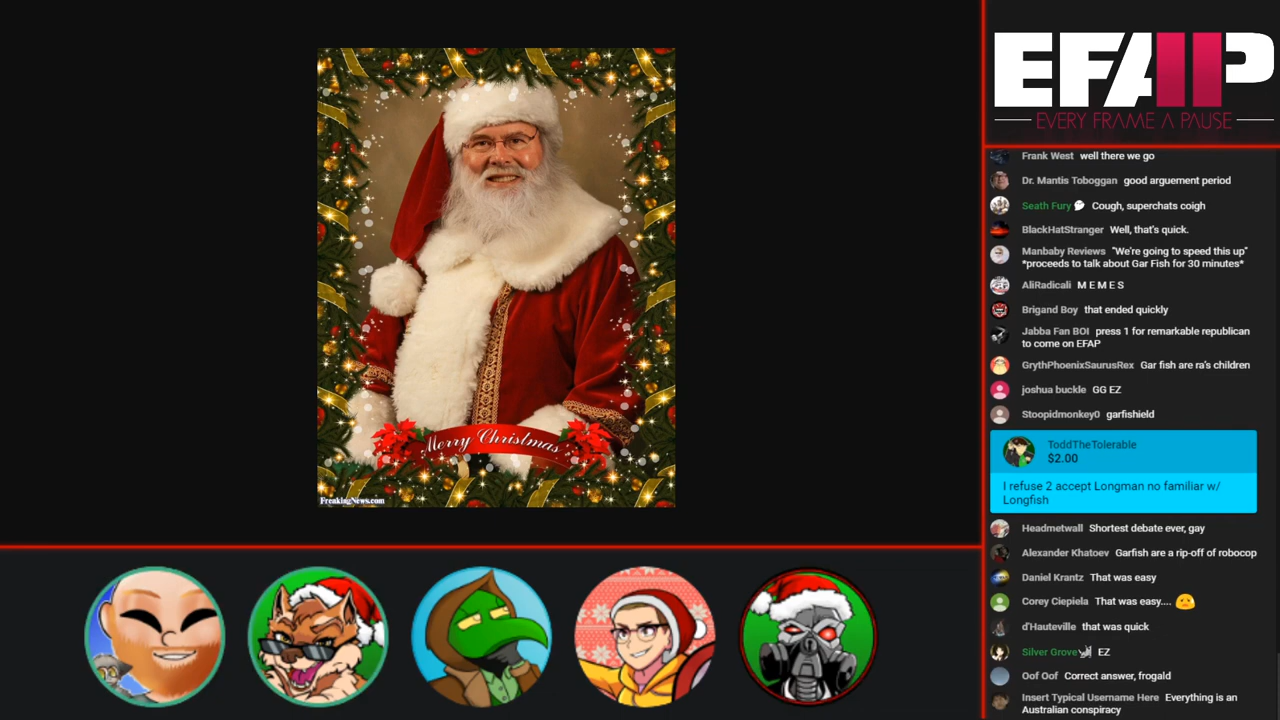 Merry Christmas
FreakingNews.com
EFAP
EVERY FRAME A PAUSE
Frank West well there we go
Dr. Mantis Toboggan good arguement period
Seath Fury Cough, superchats coigh
BlackHatStranger Well, that's quick.
Manbaby Reviews "We're going to speed this up"
*proceeds to talk about Gar Fish for 30 minutes*
AliRadicali M E M E S
Brigand Boy that ended quickly
Jabba Fan BOI press 1 for remarkable republican
to come on EFAP
GrythPhoenixSaurusRex Gar fish are ra's children
joshua buckle GG EZ
Stoopidmonkey0 garfishield
ToddTheTolerable
$2.00
I refuse 2 accept Longman no familiar w/
Longfish
Headmetwall Shortest debate ever, gay
Alexander Khatoev Garfish are a rip-off of robocop
Daniel Krantz That was easy
Corey Ciepiela That was easy....
d'Hauteville that was quick
Silver Grove EZ
Oof Oof Correct answer, frogald
Insert Typical Username Here Everything is an
Australian conspiracy